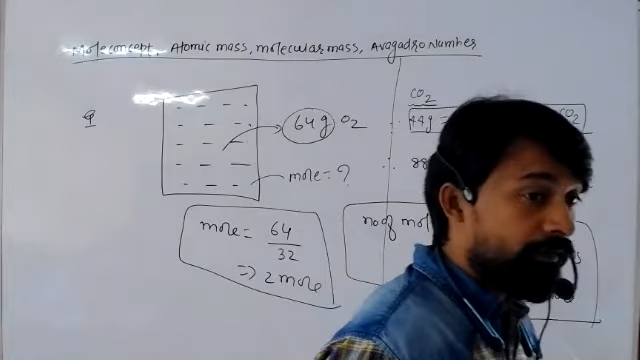 Mole concept, Atomic mass, molecular mass, Avagadro Number
Q
64g O2
mole = ?
mole = 64
32
=> 2 mole
CO2
44g =
CO2
88
no of mol